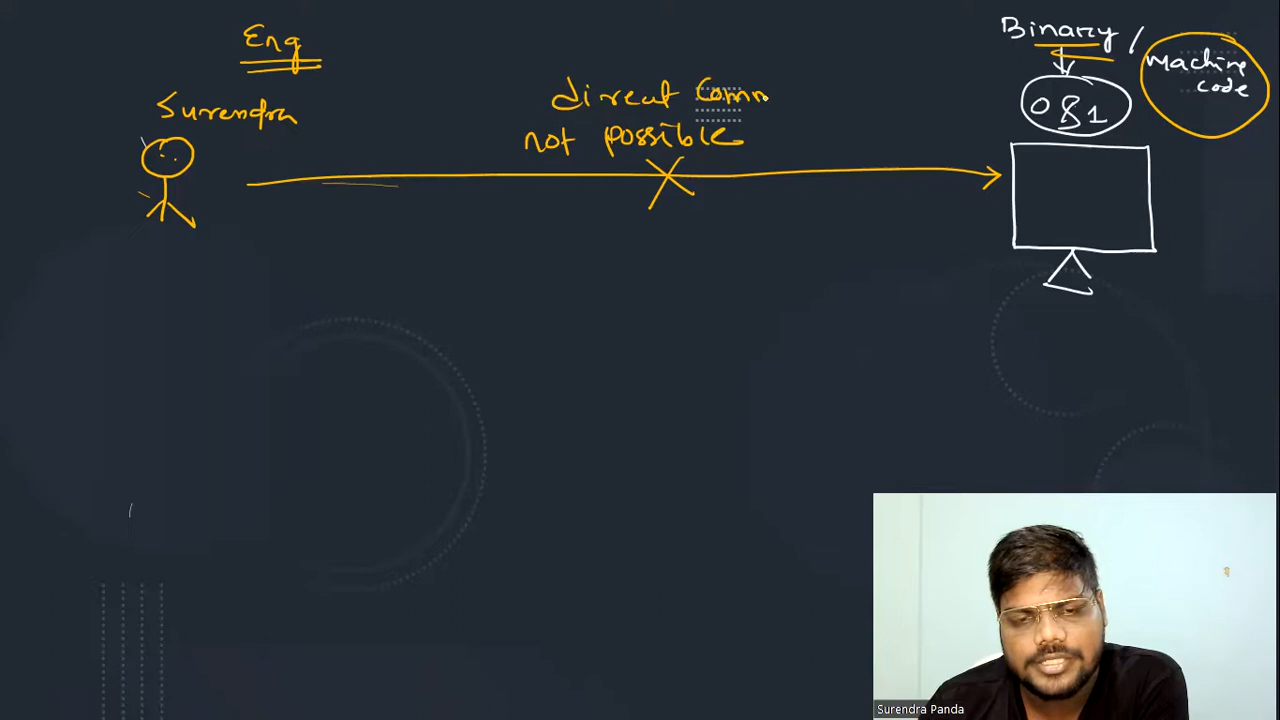 Eng
Surendra
direct Comm
not possible
Binary / Machine
code
0 & 1
Surendra Panda